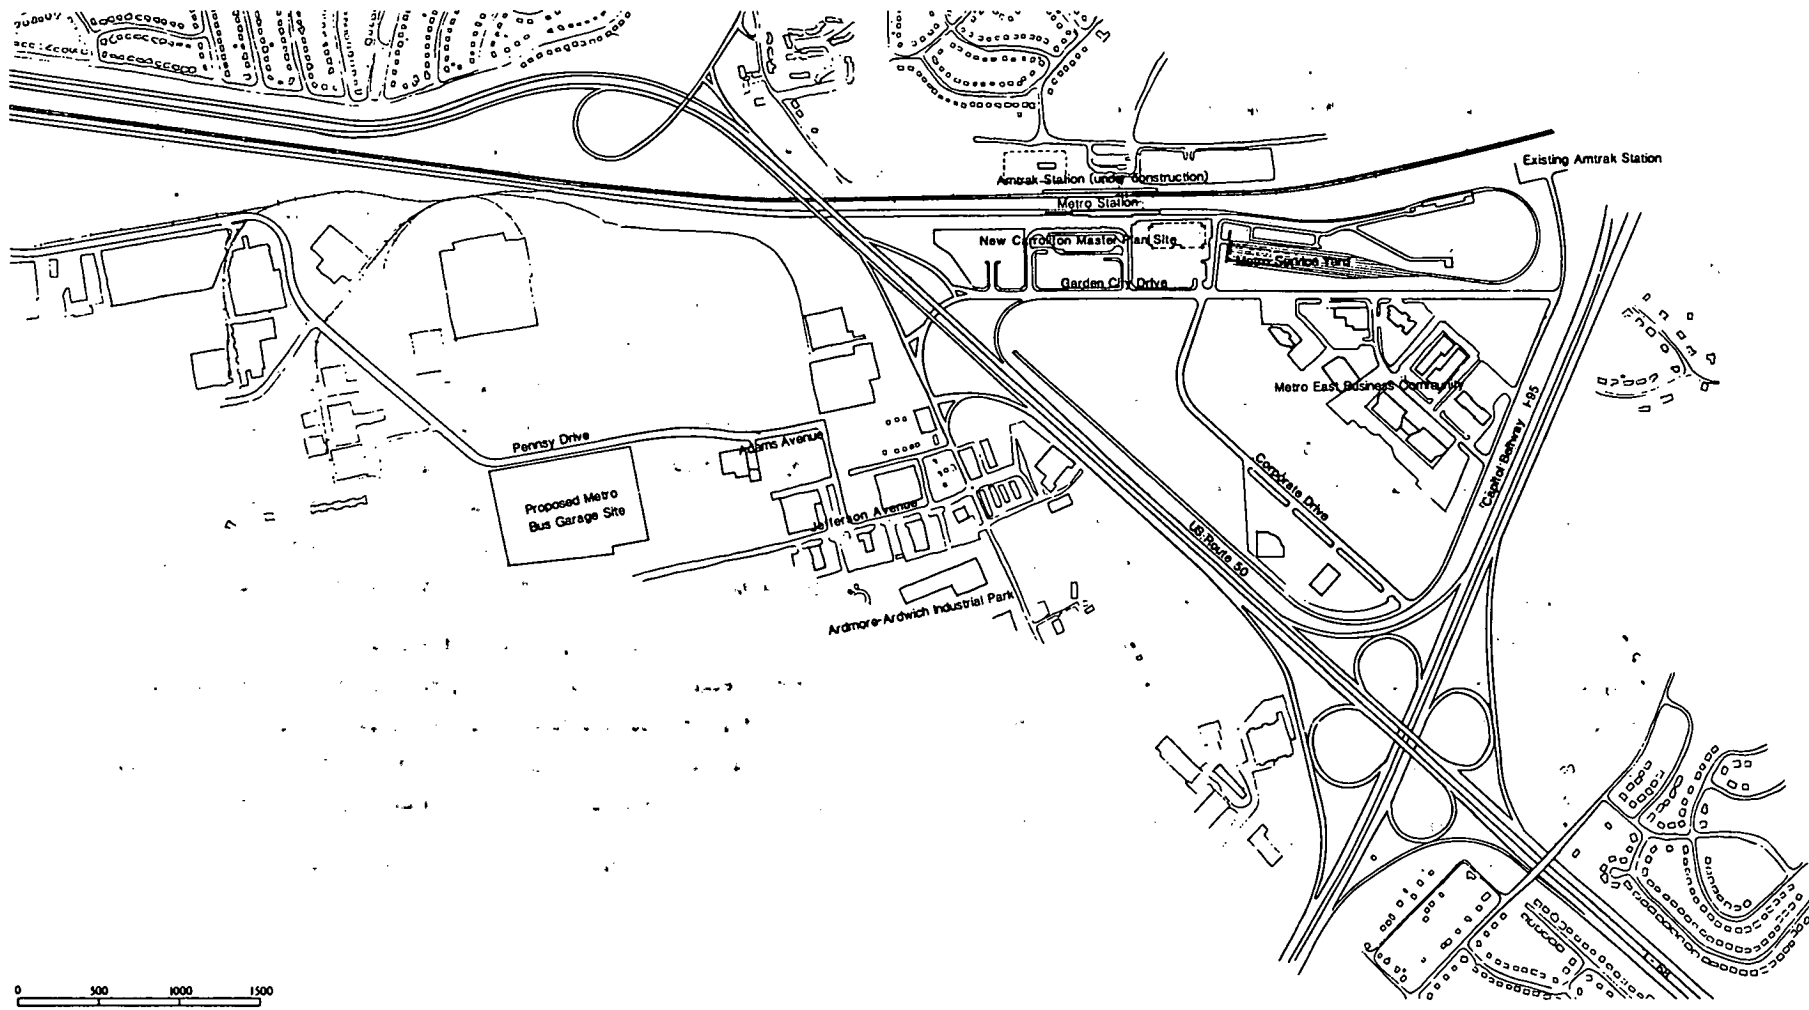 Existing Amtrak Station
Amtrak Station (under construction)
Metro Station
New Carrollton Master Plan Site
Metro Service Yard
Garden City Drive
Metro East Business Community
I-95
Capitol Beltway
Pennsy Drive
Adams Avenue
Corporate Drive
Proposed Metro
Bus Garage Site
Jefferson Avenue
US Route 50
Ardmore-Ardwich Industrial Park
I-68
0 500 1000 1500